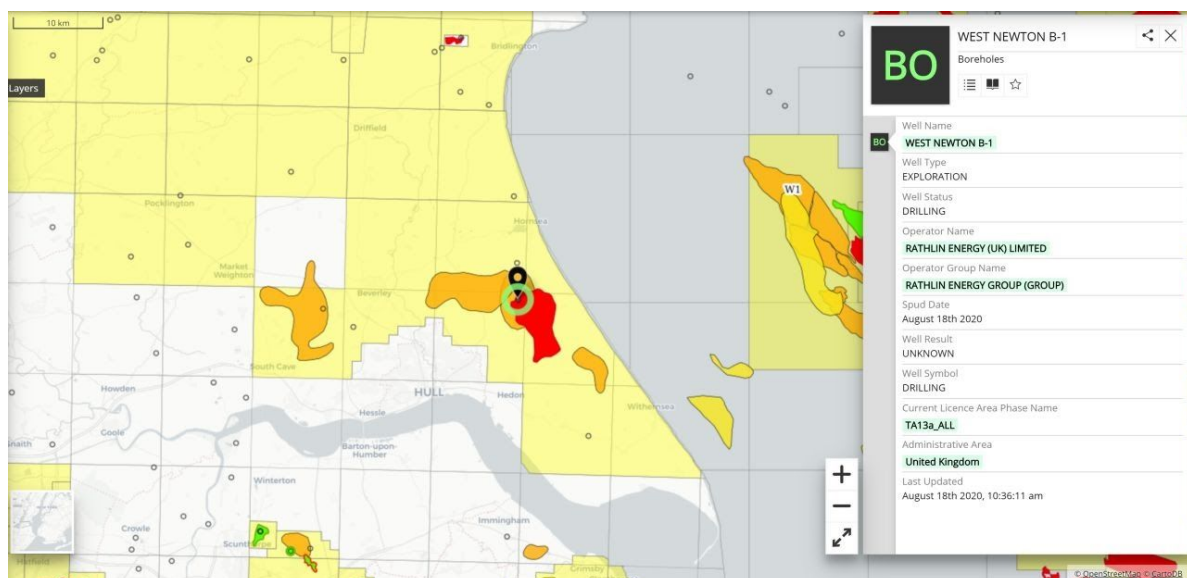 10 km
Layers
Bridlington
Driffield
Pocklington
Hornsea
Market
Weighton
Beverley
South Cave
HULL
Hedon
Withernsea
Howden
Hessle
Goole
Snaith
Barton-upon-
Humber
Winterton
Immingham
Crowle
Scunthorpe
Hatfield
Grimsby
W1
BO
WEST NEWTON B-1
Boreholes
BO
Well Name
WEST NEWTON B-1
Well Type
EXPLORATION
Well Status
DRILLING
Operator Name
RATHLIN ENERGY (UK) LIMITED
Operator Group Name
RATHLIN ENERGY GROUP (GROUP)
Spud Date
August 18th 2020
Well Result
UNKNOWN
Well Symbol
DRILLING
Current Licence Area Phase Name
TA13a_ALL
Administrative Area
United Kingdom
Last Updated
August 18th 2020, 10:36:11 am
© OpenStreetMap © CartoDB